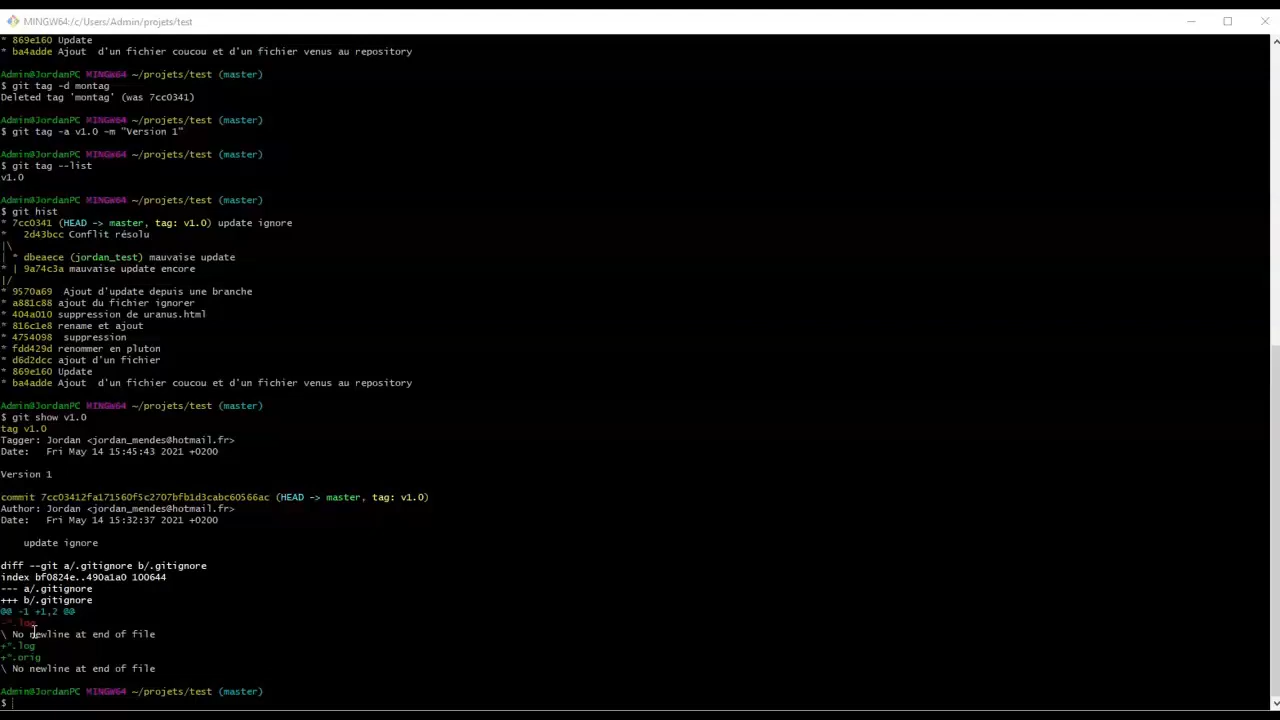 MINGW64:/c/Users/Admin/projets/test
* 869e160 Update
* ba4adde Ajout  d'un fichier coucou et d'un fichier venus au repository
Admin@JordanPC MINGW64 ~/projets/test (master)
$ git tag -d montag
Deleted tag 'montag' (was 7cc0341)
Admin@JordanPC MINGW64 ~/projets/test (master)
$ git tag -a v1.0 -m "Version 1"
Admin@JordanPC MINGW64 ~/projets/test (master)
$ git tag --list
v1.0
Admin@JordanPC MINGW64 ~/projets/test (master)
$ git hist
* 7cc0341 (HEAD -> master, tag: v1.0) update ignore
*   2d43bcc Conflit résolu
|\
| * dbeaece (jordan_test) mauvaise update
* | 9a74c3a mauvaise update encore
|/
* 9570a69  Ajout d'update depuis une branche
* a881c88 ajout du fichier ignorer
* 404a010 suppression de uranus.html
* 816c1e8 rename et ajout
* 4754098  suppression
* fdd429d renommer en pluton
* d6d2dcc ajout d'un fichier
* 869e160 Update
* ba4adde Ajout  d'un fichier coucou et d'un fichier venus au repository
Admin@JordanPC MINGW64 ~/projets/test (master)
$ git show v1.0
tag v1.0
Tagger: Jordan <jordan_mendes@hotmail.fr>
Date:   Fri May 14 15:45:43 2021 +0200
Version 1
commit 7cc03412fa171560f5c2707bfb1d3cabc60566ac (HEAD -> master, tag: v1.0)
Author: Jordan <jordan_mendes@hotmail.fr>
Date:   Fri May 14 15:32:37 2021 +0200
update ignore
diff --git a/.gitignore b/.gitignore
index bf0824e..490a1a0 100644
--- a/.gitignore
+++ b/.gitignore
@@ -1 +1,2 @@
-*.log
\ No newline at end of file
+*.log
+*.orig
\ No newline at end of file
Admin@JordanPC MINGW64 ~/projets/test (master)
$